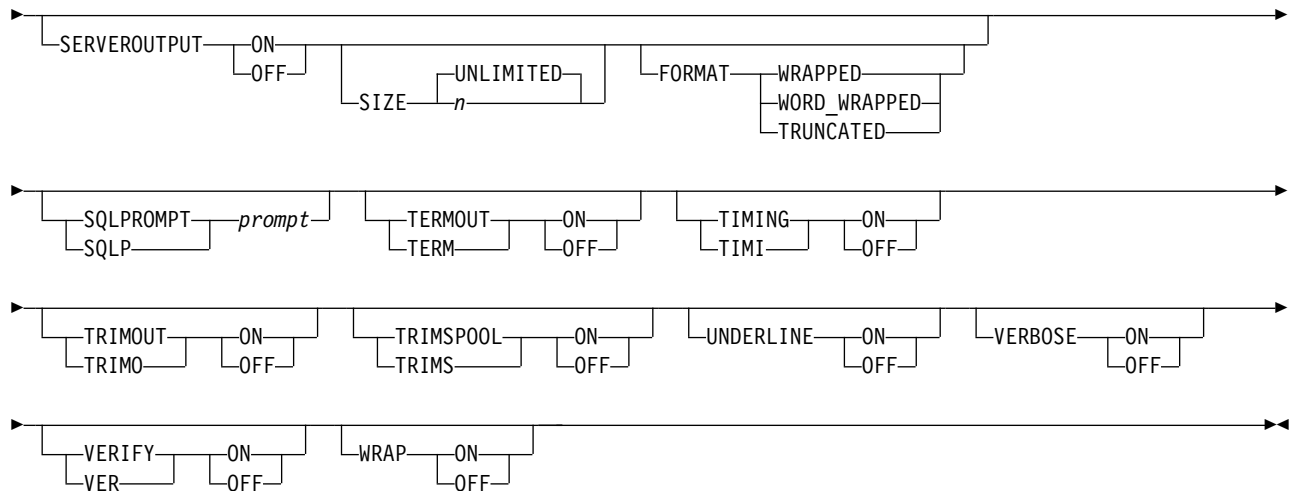 SERVEROUTPUT ON
OFF
SIZE UNLIMITED
n
FORMAT WRAPPED
WORD_WRAPPED
TRUNCATED
SQLPROMPT prompt
SQLP
TERMOUT ON
TERM OFF
TIMING ON
TIMI OFF
TRIMOUT ON
TRIMO OFF
TRIMSPOOL ON
TRIMS OFF
UNDERLINE ON
OFF
VERBOSE ON
OFF
VERIFY ON
VER OFF
WRAP ON
OFF